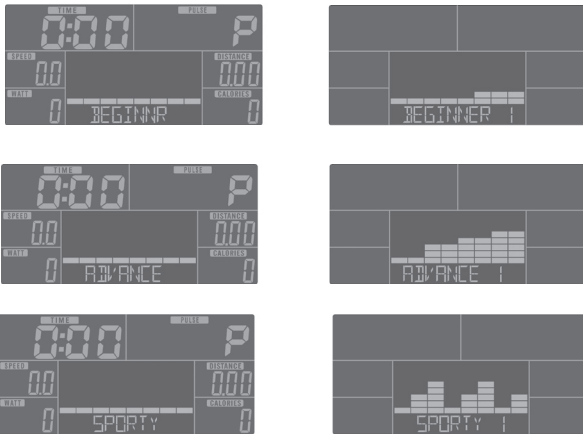 TIME PULSE
0:00 P
SPEED DISTANCE
0.0 0.00
WATT CALORIES
0 BEGINNR 0
BEGINNER 1
TIME PULSE
0:00 P
SPEED DISTANCE
0.0 0.00
WATT CALORIES
0 ADVANCE 0
ADVANCE 1
TIME PULSE
0:00 P
SPEED DISTANCE
0.0 0.00
WATT CALORIES
0 SPORTY 0
SPORTY 1